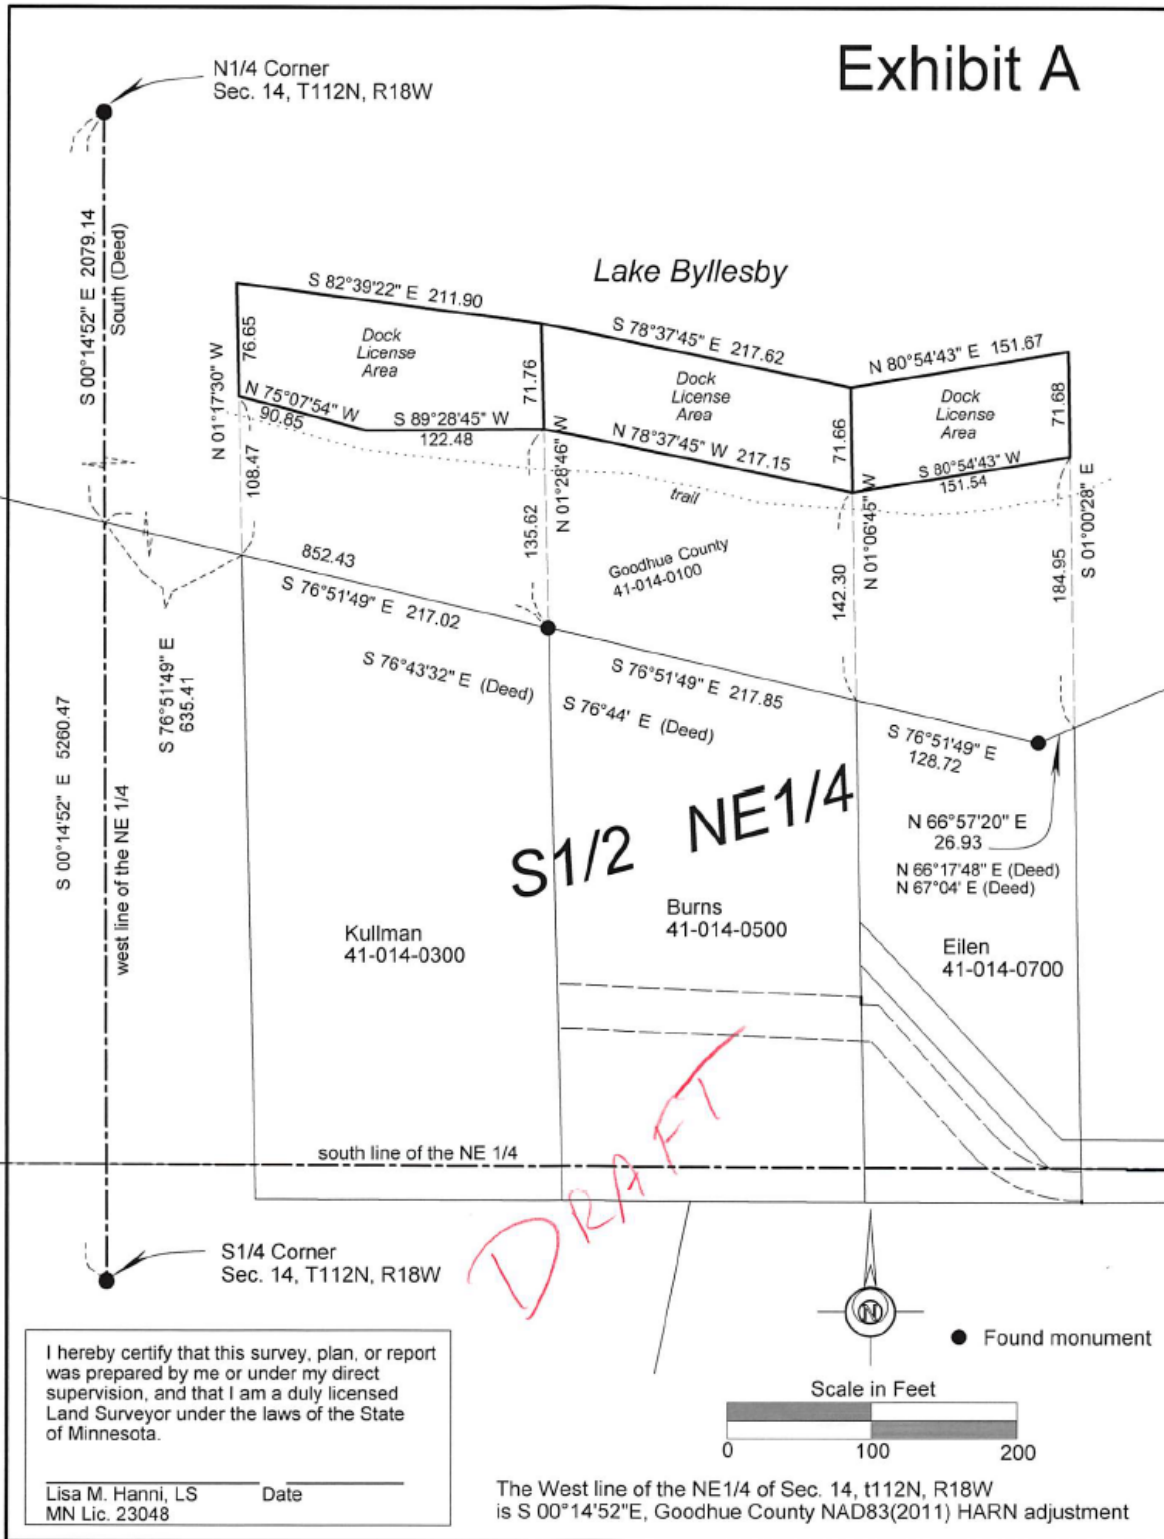 Exhibit A
N1/4 Corner
Sec. 14, T112N, R18W
S 00°14'52" E 2079.14
South (Deed)
Lake Byllesby
S 82°39'22" E 211.90
S 78°37'45" E 217.62
N 80°54'43" E 151.67
76.65
Dock
License
Area
71.76
Dock
License
Area
71.66
Dock
License
Area
71.68
N 01°17'30" W
N 75°07'54" W
90.85
S 89°28'45" W
122.48
N 78°37'45" W 217.15
S 80°54'43" W
151.54
108.47
135.62
N 01°28'46" W
trail
142.30
N 01°06'45" W
184.95
S 01°00'28" E
Goodhue County
41-014-0100
852.43
S 76°51'49" E 217.02
S 76°43'32" E (Deed)
S 76°51'49" E 217.85
S 76°44' E (Deed)
S 76°51'49" E
128.72
S 76°51'49" E
635.41
S 00°14'52" E 5260.47
west line of the NE 1/4
S1/2 NE1/4
N 66°57'20" E
26.93
N 66°17'48" E (Deed)
N 67°04' E (Deed)
Kullman
41-014-0300
Burns
41-014-0500
Eilen
41-014-0700
DRAFT
south line of the NE 1/4
S1/4 Corner
Sec. 14, T112N, R18W
N
Found monument
I hereby certify that this survey, plan, or report
was prepared by me or under my direct
supervision, and that I am a duly licensed
Land Surveyor under the laws of the State
of Minnesota.
Lisa M. Hanni, LS Date
MN Lic. 23048
Scale in Feet
0 100 200
The West line of the NE1/4 of Sec. 14, t112N, R18W
is S 00°14'52"E, Goodhue County NAD83(2011) HARN adjustment